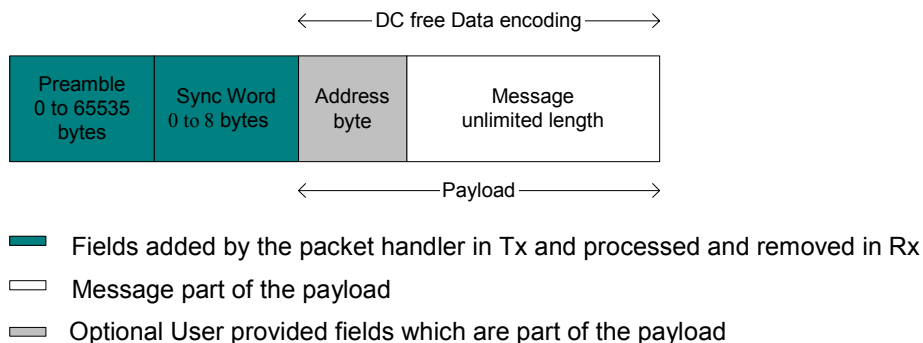 DC free Data encoding
Preamble
0 to 65535
bytes
Sync Word
0 to 8 bytes
Address
byte
Message
unlimited length
Payload
Fields added by the packet handler in Tx and processed and removed in Rx
Message part of the payload
Optional User provided fields which are part of the payload